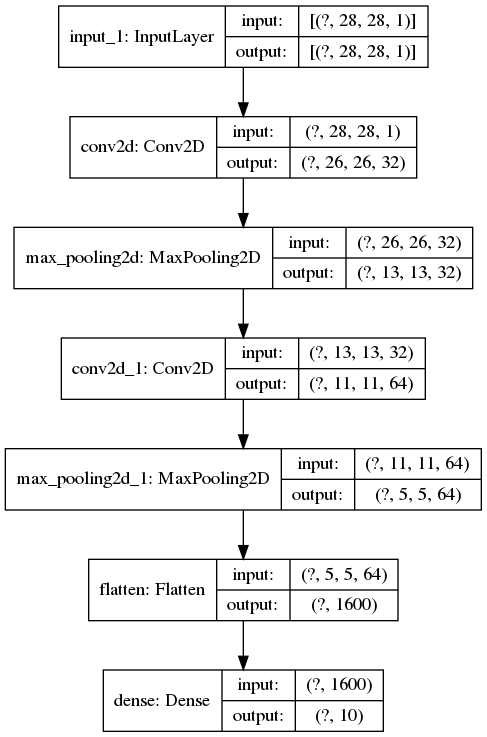 input_1: InputLayer input: [(?, 28, 28, 1)]
output: [(?, 28, 28, 1)]
conv2d: Conv2D input: (?, 28, 28, 1)
output: (?, 26, 26, 32)
max_pooling2d: MaxPooling2D input: (?, 26, 26, 32)
output: (?, 13, 13, 32)
conv2d_1: Conv2D input: (?, 13, 13, 32)
output: (?, 11, 11, 64)
max_pooling2d_1: MaxPooling2D input: (?, 11, 11, 64)
output: (?, 5, 5, 64)
flatten: Flatten input: (?, 5, 5, 64)
output: (?, 1600)
dense: Dense input: (?, 1600)
output: (?, 10)